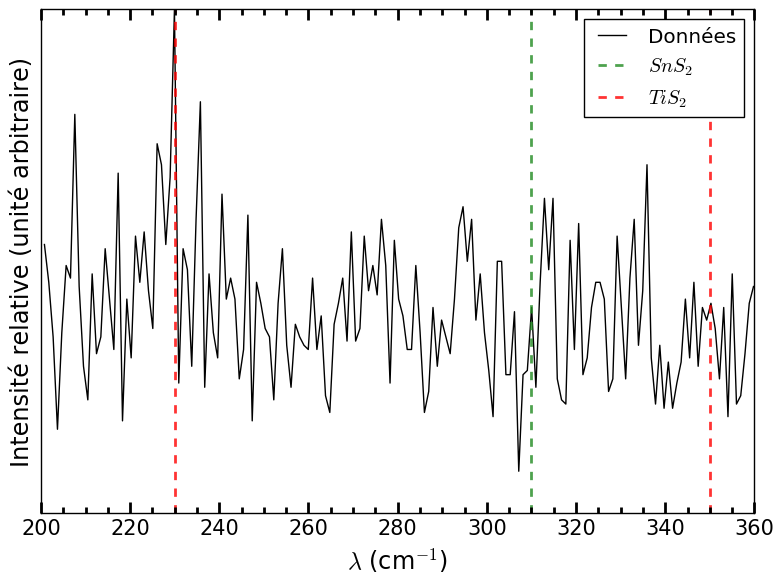 Données
SnS₂
TiS₂
Intensité relative (unité arbitraire)
200 220 240 260 280 300 320 340 360
λ (cm⁻¹)